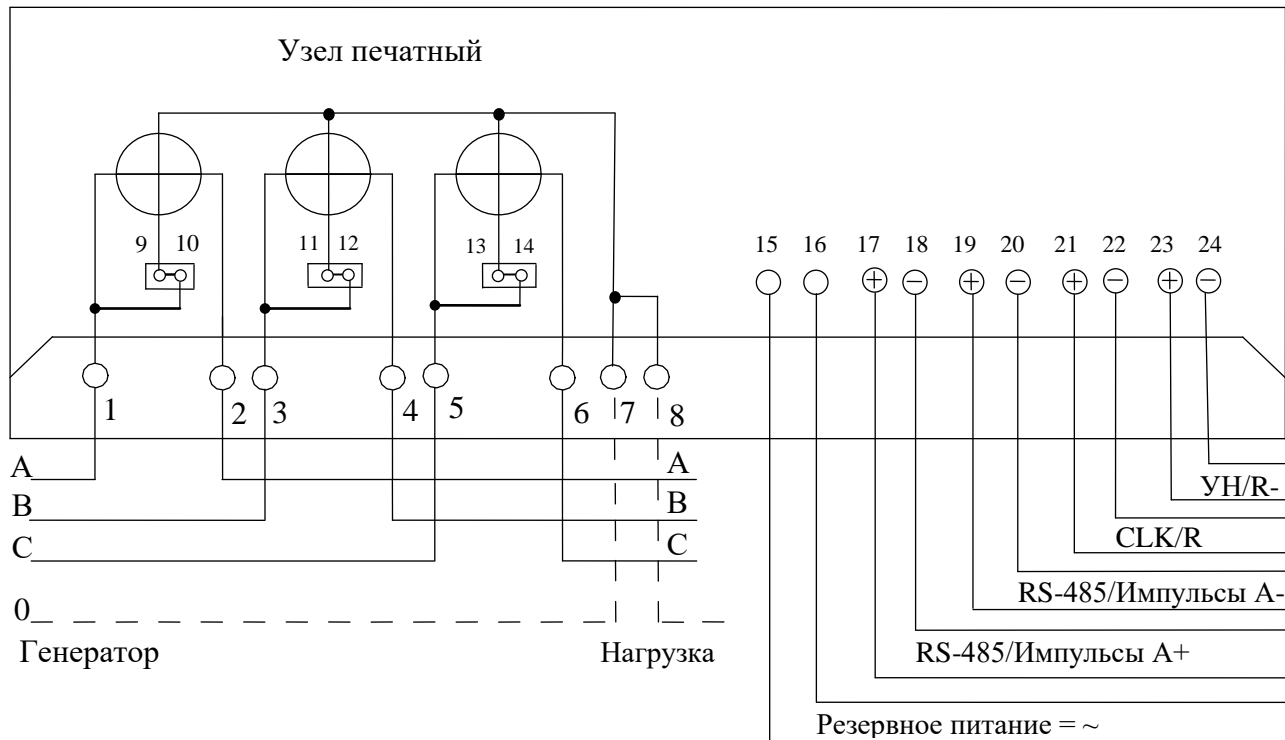 Узел печатный
9 10 11 12 13 14 15 16 17 18 19 20 21 22 23 24
+ − + − + − + −
1 2 3 4 5 6 7 8
A A
B B
C C
0
Генератор Нагрузка
УН/R-
CLK/R
RS-485/Импульсы A-
RS-485/Импульсы A+
Резервное питание = ~